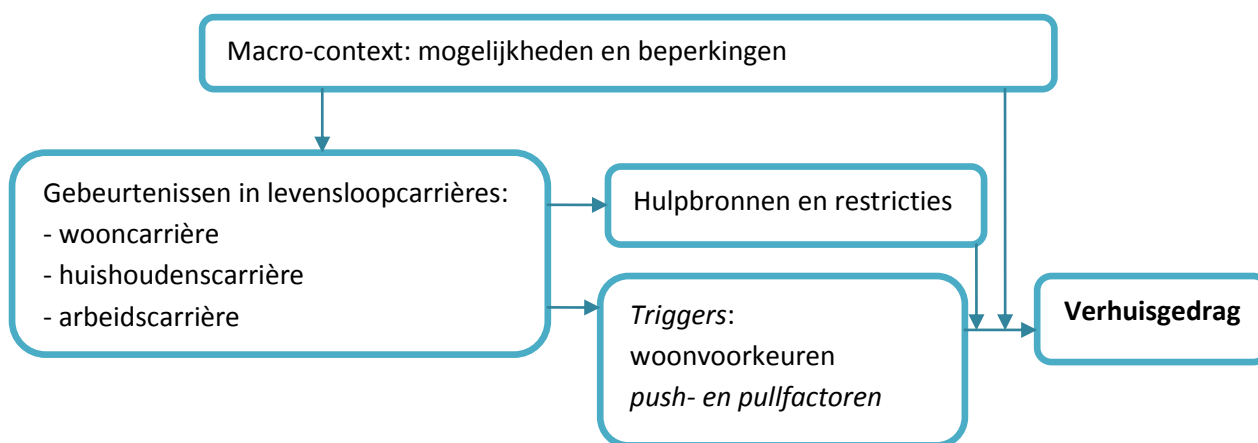 Macro-context: mogelijkheden en beperkingen
Gebeurtenissen in levensloopcarrières:
- wooncarrière
- huishoudenscarrière
- arbeidscarrière
Hulpbronnen en restricties
Triggers:
woonvoorkeuren
push- en pullfactoren
Verhuisgedrag